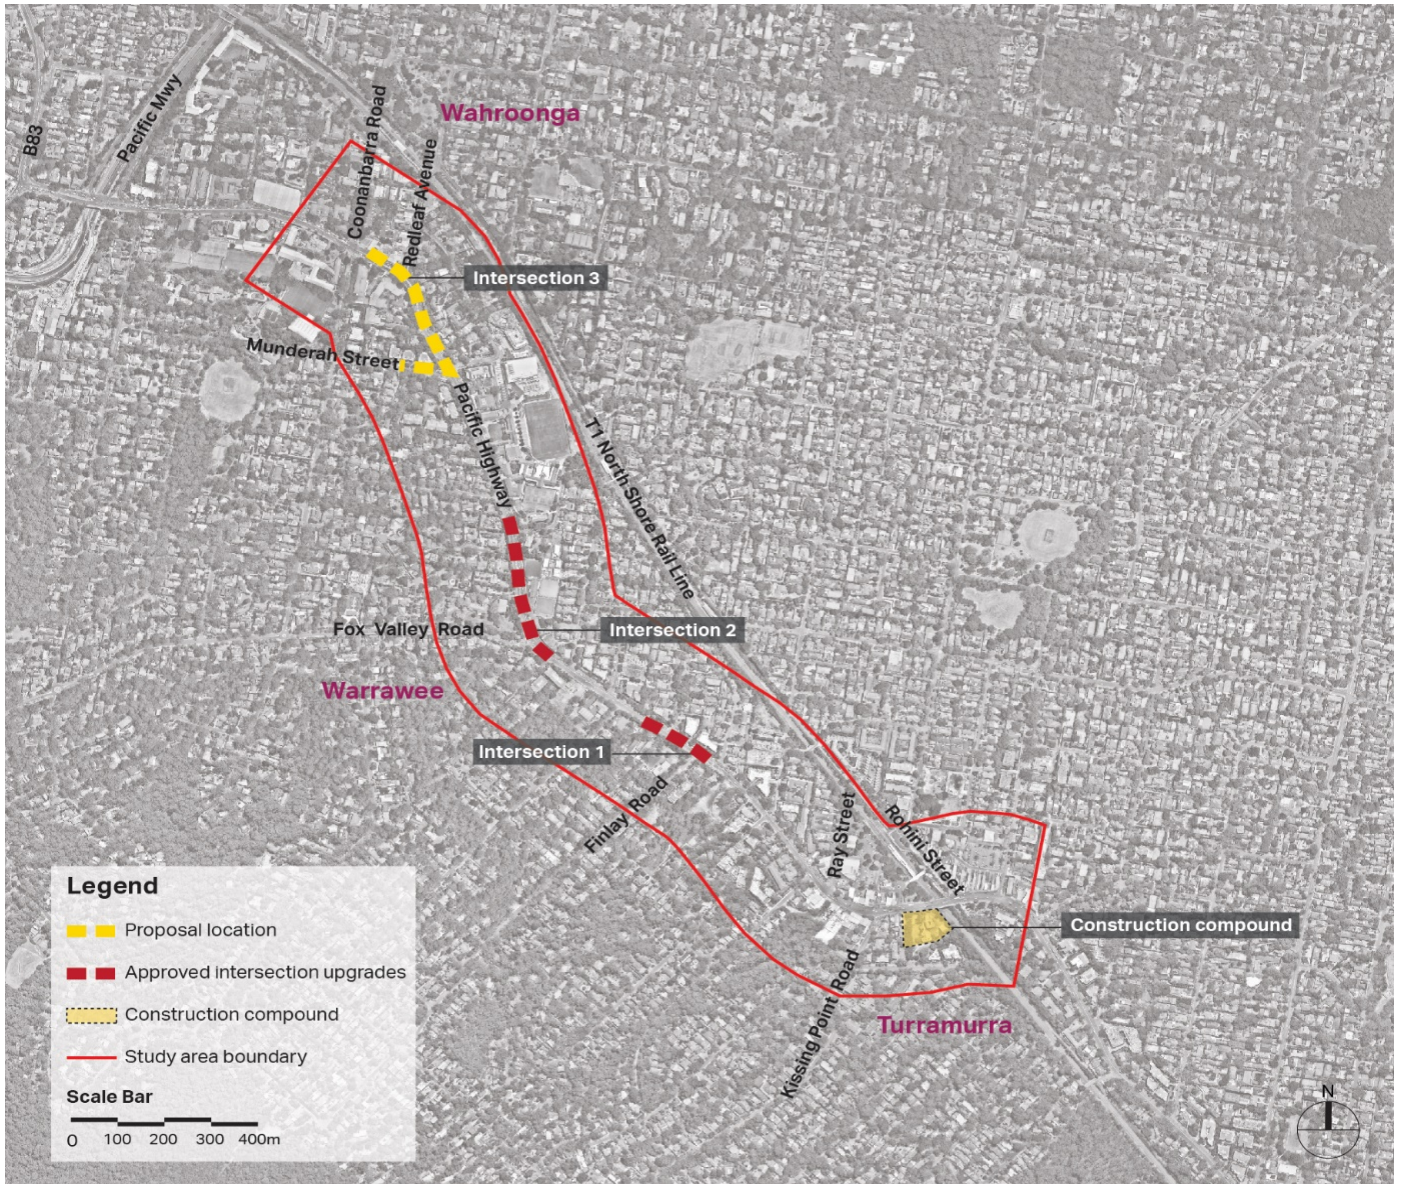 B83
Pacific Mwy
Coonanbarra Road
Redleaf Avenue
Wahroonga
Intersection 3
Munderah Street
Pacific Highway
T1 North Shore Rail Line
Fox Valley Road
Intersection 2
Warrawee
Intersection 1
Finlay Road
Ray Street
Rohini Street
Construction compound
Kissing Point Road
Turramurra
Legend
Proposal location
Approved intersection upgrades
Construction compound
Study area boundary
Scale Bar
0 100 200 300 400m
N